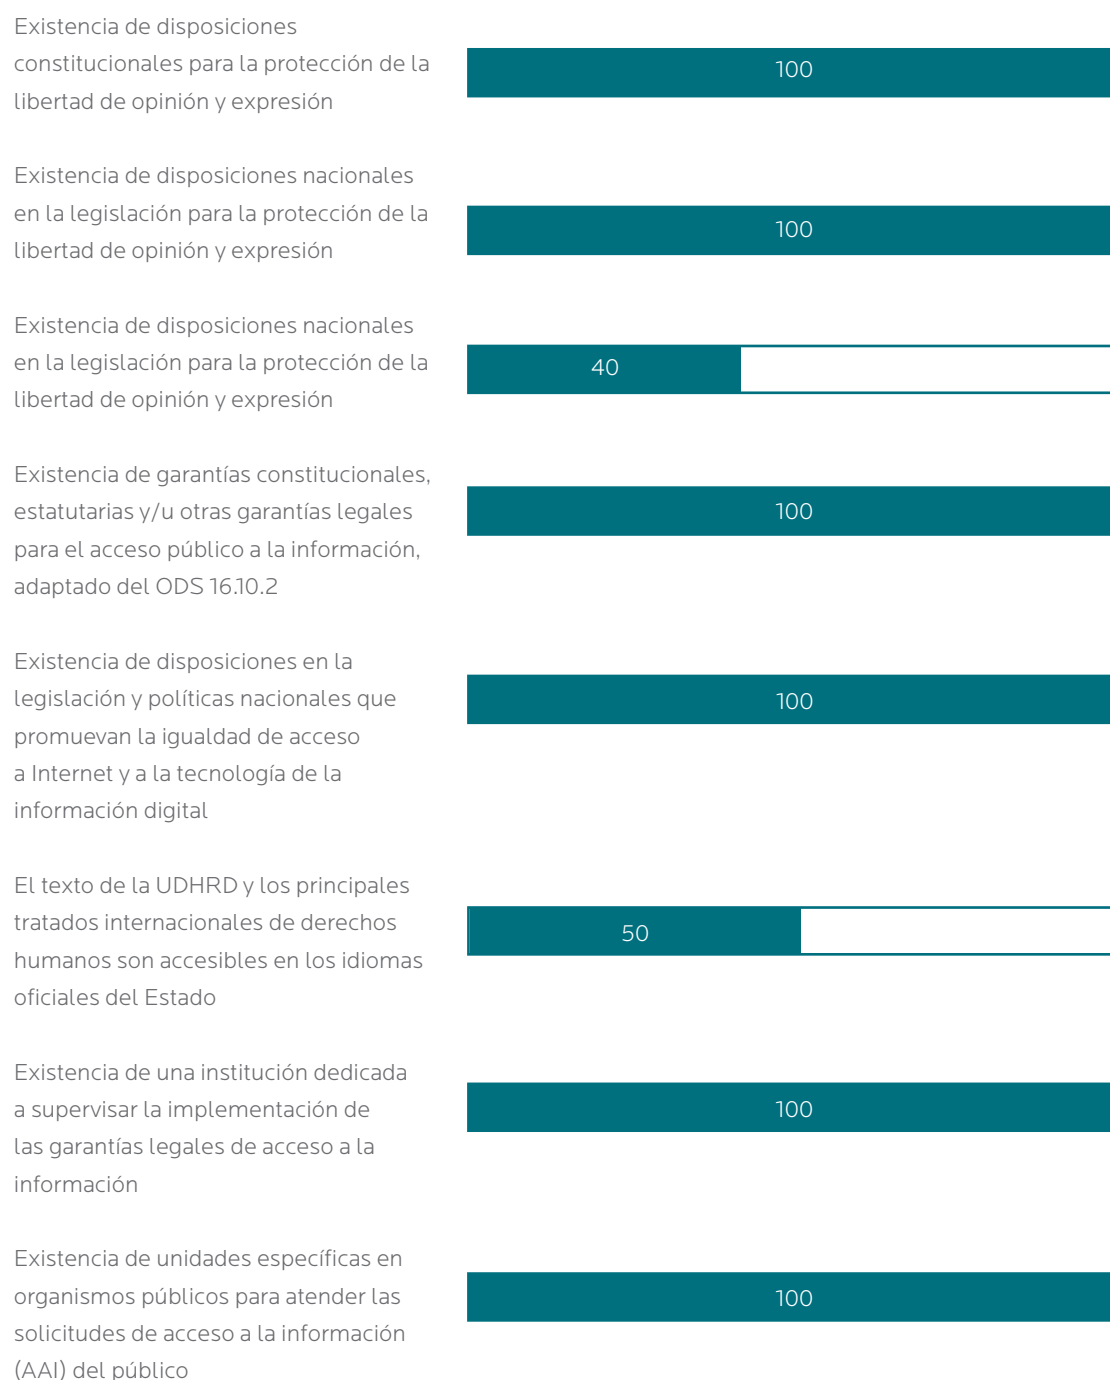 Existencia de disposiciones
constitucionales para la protección de la
libertad de opinión y expresión
100
Existencia de disposiciones nacionales
en la legislación para la protección de la
libertad de opinión y expresión
100
Existencia de disposiciones nacionales
en la legislación para la protección de la
libertad de opinión y expresión
40
Existencia de garantías constitucionales,
estatutarias y/u otras garantías legales
para el acceso público a la información,
adaptado del ODS 16.10.2
100
Existencia de disposiciones en la
legislación y políticas nacionales que
promuevan la igualdad de acceso
a Internet y a la tecnología de la
información digital
100
El texto de la UDHRD y los principales
tratados internacionales de derechos
humanos son accesibles en los idiomas
oficiales del Estado
50
Existencia de una institución dedicada
a supervisar la implementación de
las garantías legales de acceso a la
información
100
Existencia de unidades específicas en
organismos públicos para atender las
solicitudes de acceso a la información
(AAI) del público
100